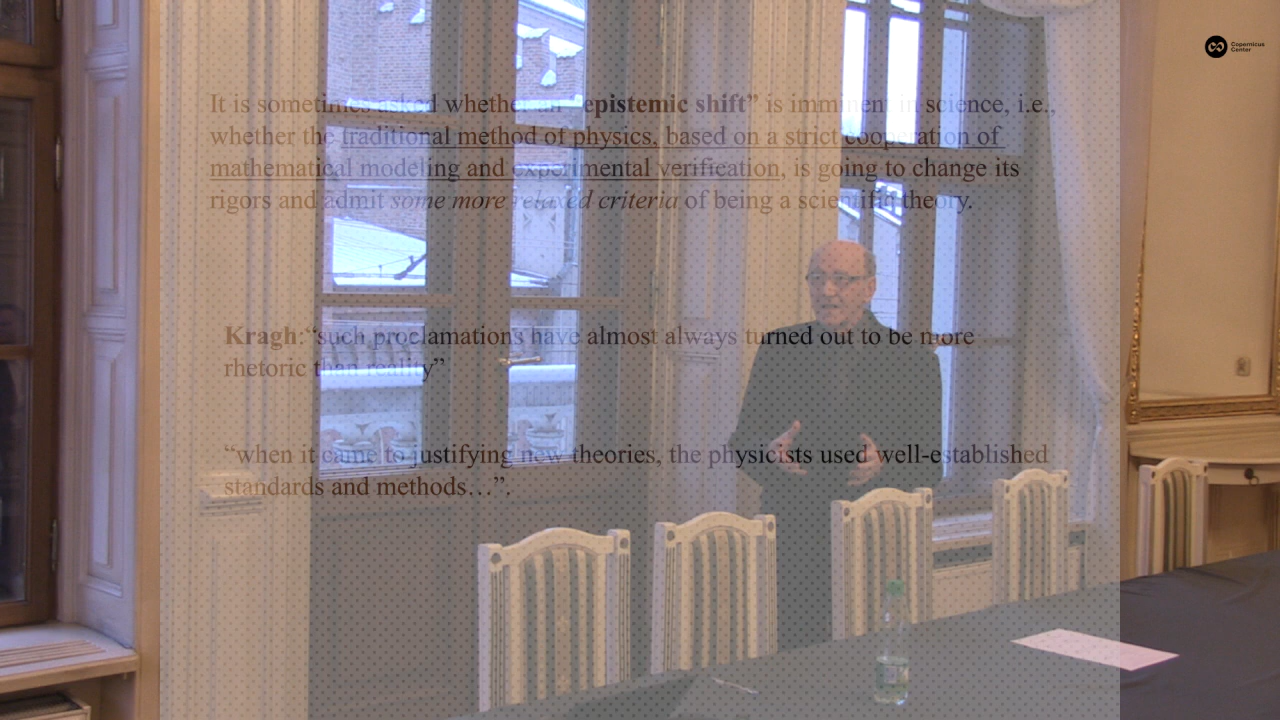 Copernicus
Center
It is sometimes asked whether an “epistemic shift” is imminent in science, i.e.,
whether the traditional method of physics, based on a strict cooperation of
mathematical modeling and experimental verification, is going to change its
rigors and admit some more relaxed criteria of being a scientific theory.
Kragh:“such proclamations have almost always turned out to be more
rhetoric than reality”
“when it came to justifying new theories, the physicists used well-established
standards and methods…”.